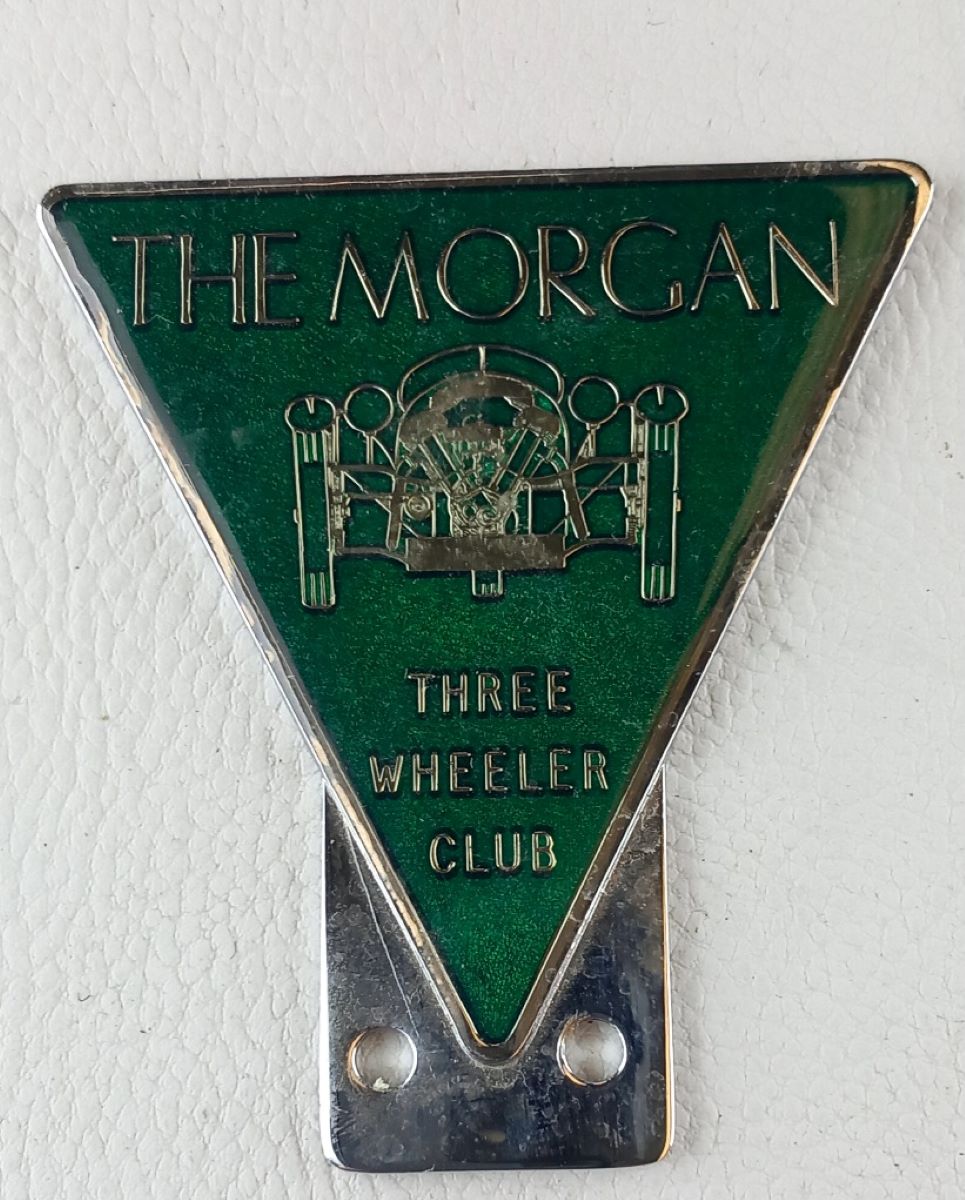 THE MORGAN
THREE
WHEELER
CLUB